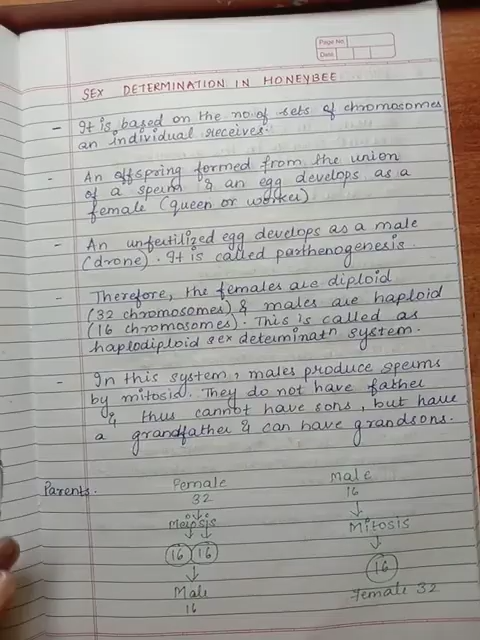 Page No.
Date
SEX DETERMINATION IN HONEYBEE
- It is based on the no. of sets of chromosomes
an individual receives.
- An offspring formed from the union
of a sperm & an egg develops as a
female (queen or worker)
- An unfertilized egg develops as a male
(drone). It is called parthenogenesis.
- Therefore, the females are diploid
(32 chromosomes) & males are haploid
(16 chromosomes). This is called as
haplodiploid sex determinatn system.
- In this system, males produce sperms
by mitosis. They do not have father
& thus cannot have sons, but have
a grandfather & can have grandsons.
Parents. Female Male
32 16
Meiosis Mitosis
16 16 16
Male Female 32
16